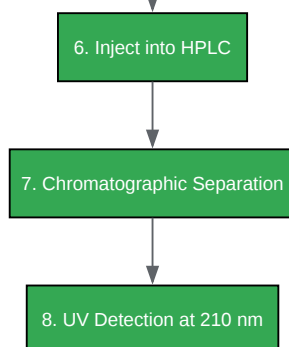 6. Inject into HPLC
7. Chromatographic Separation
8. UV Detection at 210 nm